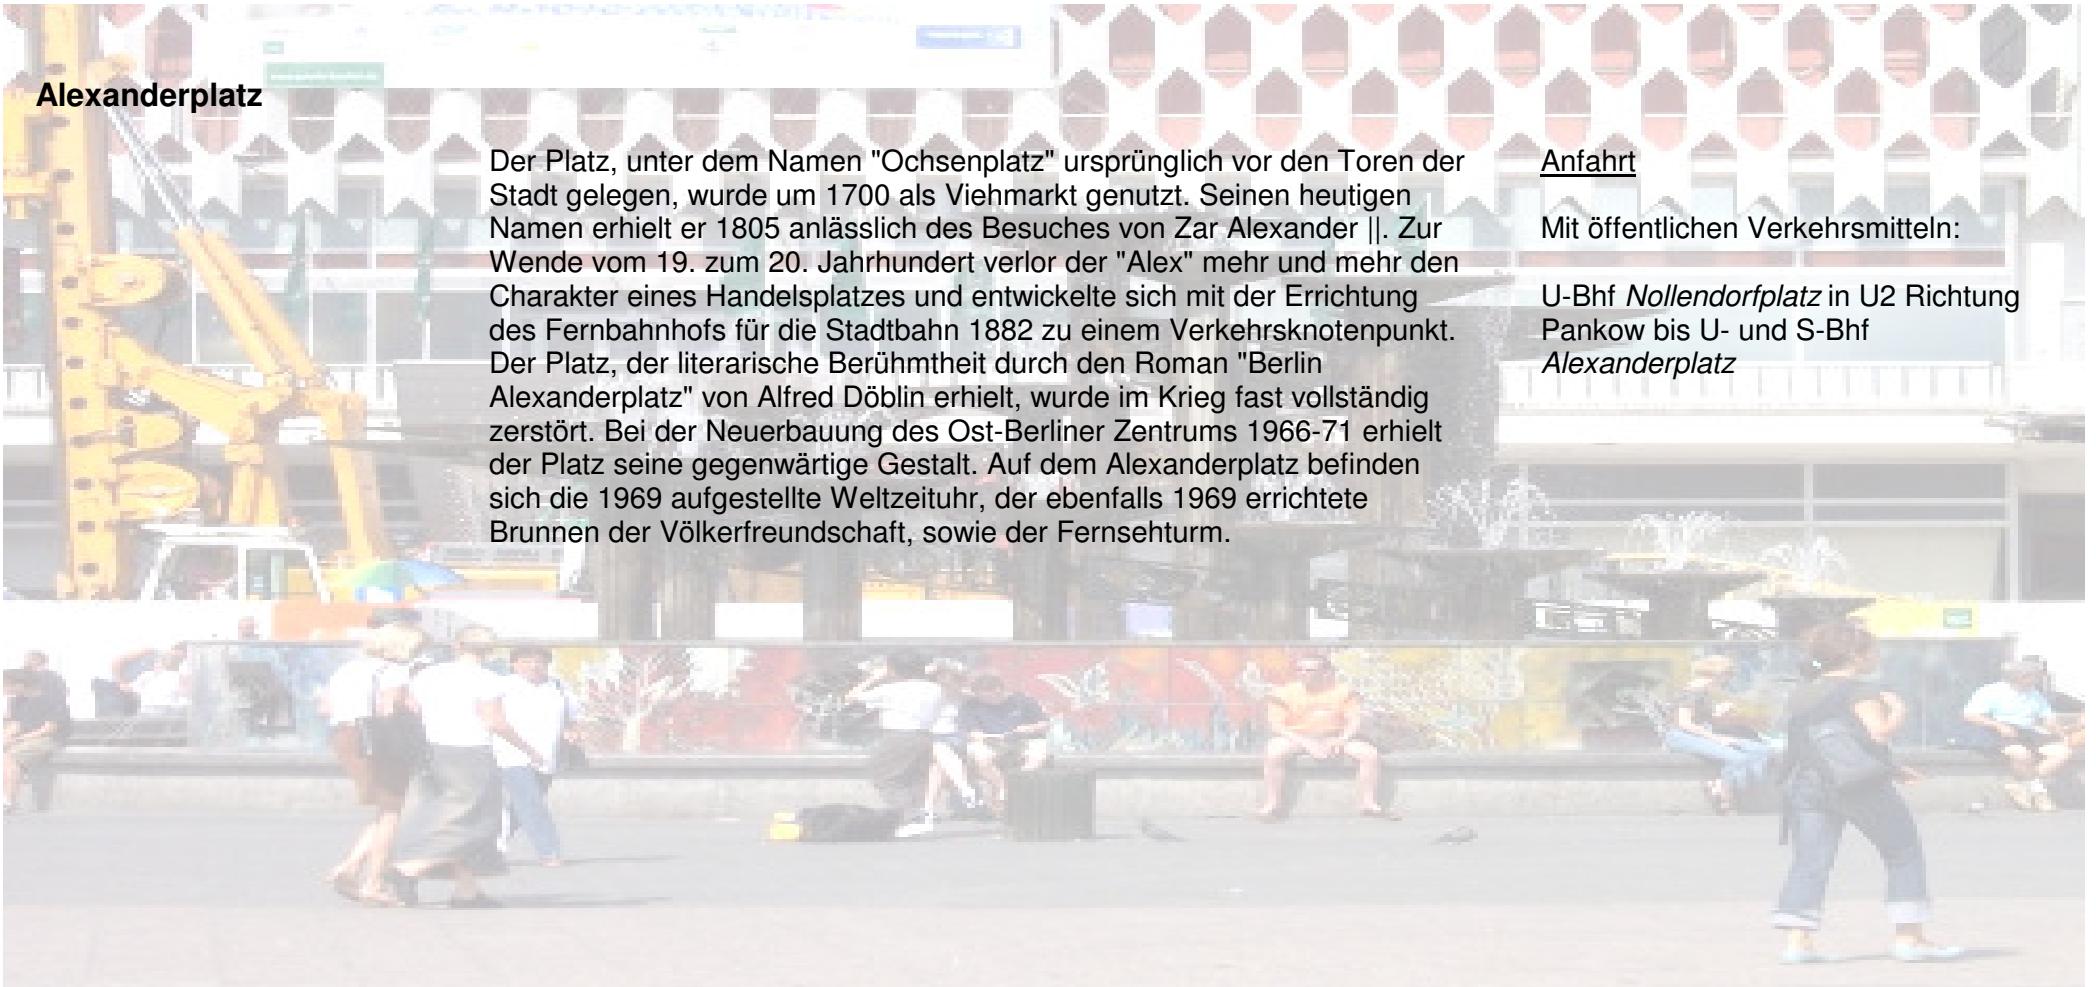 Alexanderplatz
Der Platz, unter dem Namen "Ochsenplatz" ursprünglich vor den Toren der
Stadt gelegen, wurde um 1700 als Viehmarkt genutzt. Seinen heutigen
Namen erhielt er 1805 anlässlich des Besuches von Zar Alexander ||. Zur
Wende vom 19. zum 20. Jahrhundert verlor der "Alex" mehr und mehr den
Charakter eines Handelsplatzes und entwickelte sich mit der Errichtung
des Fernbahnhofs für die Stadtbahn 1882 zu einem Verkehrsknotenpunkt.
Der Platz, der literarische Berühmtheit durch den Roman "Berlin
Alexanderplatz" von Alfred Döblin erhielt, wurde im Krieg fast vollständig
zerstört. Bei der Neuerbauung des Ost-Berliner Zentrums 1966-71 erhielt
der Platz seine gegenwärtige Gestalt. Auf dem Alexanderplatz befinden
sich die 1969 aufgestellte Weltzeituhr, der ebenfalls 1969 errichtete
Brunnen der Völkerfreundschaft, sowie der Fernsehturm.
Anfahrt
Mit öffentlichen Verkehrsmitteln:
U-Bhf Nollendorfplatz in U2 Richtung
Pankow bis U- und S-Bhf
Alexanderplatz